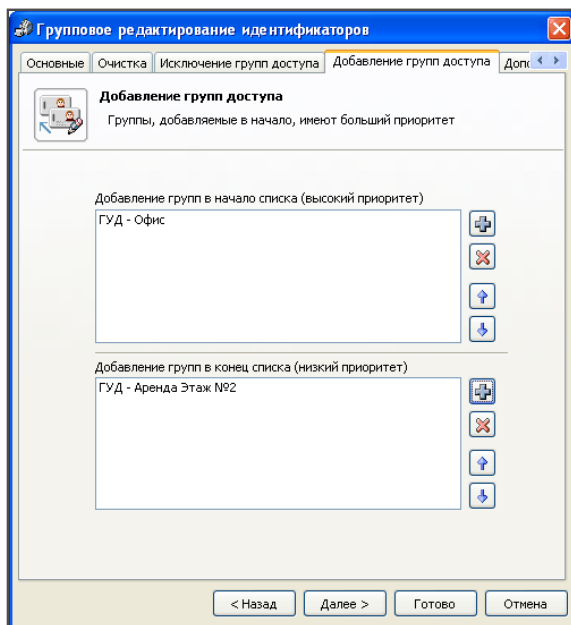 Групповое редактирование идентификаторов
Основные Очистка Исключение групп доступа Добавление групп доступа Допо
Добавление групп доступа
Группы, добавляемые в начало, имеют больший приоритет
Добавление групп в начало списка (высокий приоритет)
ГУД - Офис
Добавление групп в конец списка (низкий приоритет)
ГУД - Аренда Этаж №2
< Назад Далее > Готово Отмена